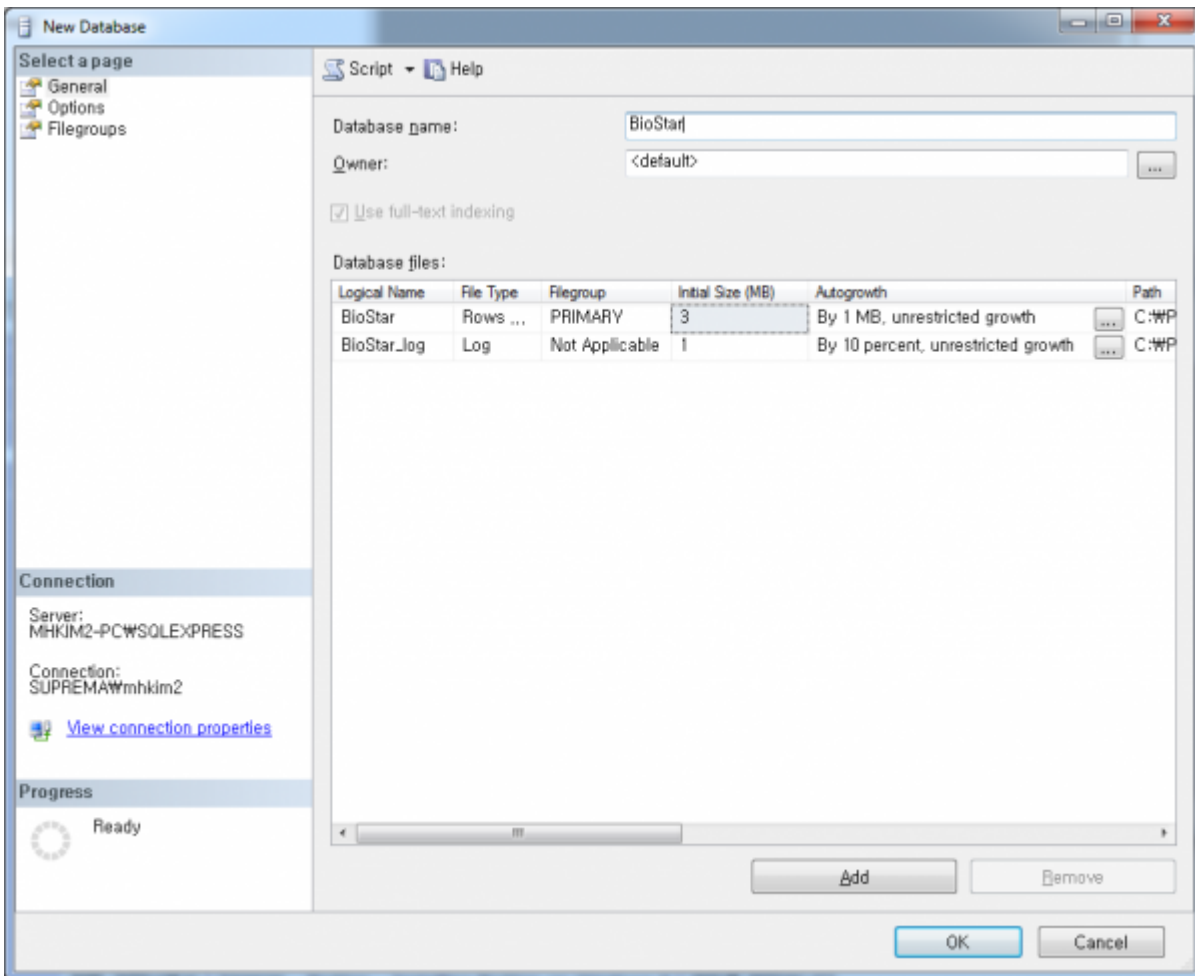 New Database
Select a page
General
Options
Filegroups
Script Help
Database name: BioStar
Owner: <default> ...
Use full-text indexing
Database files:
Logical Name File Type Filegroup Initial Size (MB) Autogrowth Path
BioStar Rows ... PRIMARY 3 By 1 MB, unrestricted growth ... C:₩P
BioStar_log Log Not Applicable 1 By 10 percent, unrestricted growth ... C:₩P
Connection
Server:
MHKIM2-PC₩SQLEXPRESS
Connection:
SUPREMA₩mhkim2
View connection properties
Progress
Ready
Add Remove
OK Cancel